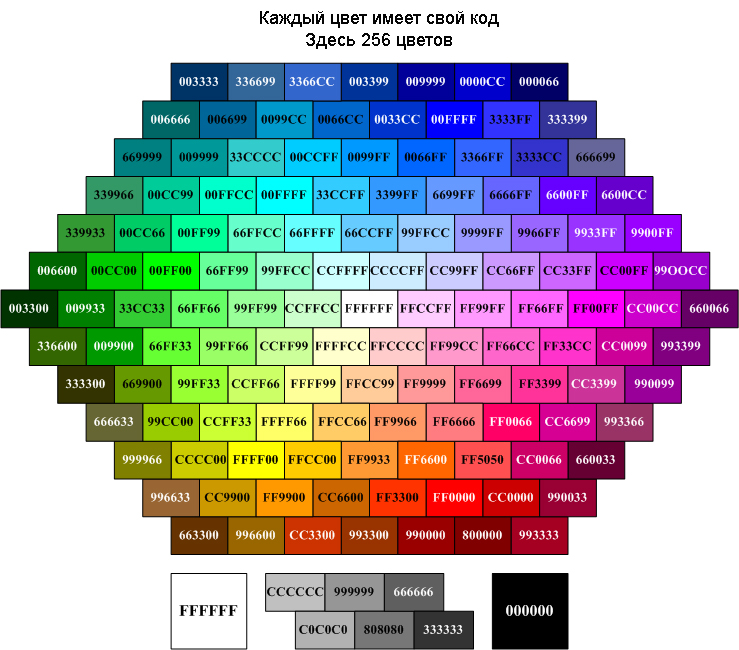 Каждый цвет имеет свой код
Здесь 256 цветов
003333 336699 3366CC 003399 009999 0000CC 000066
006666 006699 0099CC 0066CC 0033CC 00FFFF 3333FF 333399
669999 009999 33CCCC 00CCFF 0099FF 0066FF 3366FF 3333CC 666699
339966 00CC99 00FFCC 00FFFF 33CCFF 3399FF 6699FF 6666FF 6600FF 6600CC
339933 00CC66 00FF99 66FFCC 66FFFF 66CCFF 99FFCC 9999FF 9966FF 9933FF 9900FF
006600 00CC00 00FF00 66FF99 99FFCC CCFFFF CCCCFF CC99FF CC66FF CC33FF CC00FF 99OOCC
003300 009933 33CC33 66FF66 99FF99 CCFFCC FFFFFF FFCCFF FF99FF FF66FF FF00FF CC00CC 660066
336600 009900 66FF33 99FF66 CCFF99 FFFFCC FFCCCC FF99CC FF66CC FF33CC CC0099 993399
333300 669900 99FF33 CCFF66 FFFF99 FFCC99 FF9999 FF6699 FF3399 CC3399 990099
666633 99CC00 CCFF33 FFFF66 FFCC66 FF9966 FF6666 FF0066 CC6699 993366
999966 CCCC00 FFFF00 FFCC00 FF9933 FF6600 FF5050 CC0066 660033
996633 CC9900 FF9900 CC6600 FF3300 FF0000 CC0000 990033
663300 996600 CC3300 993300 990000 800000 993333
FFFFFF CCCCCC 999999 666666 000000
C0C0C0 808080 333333